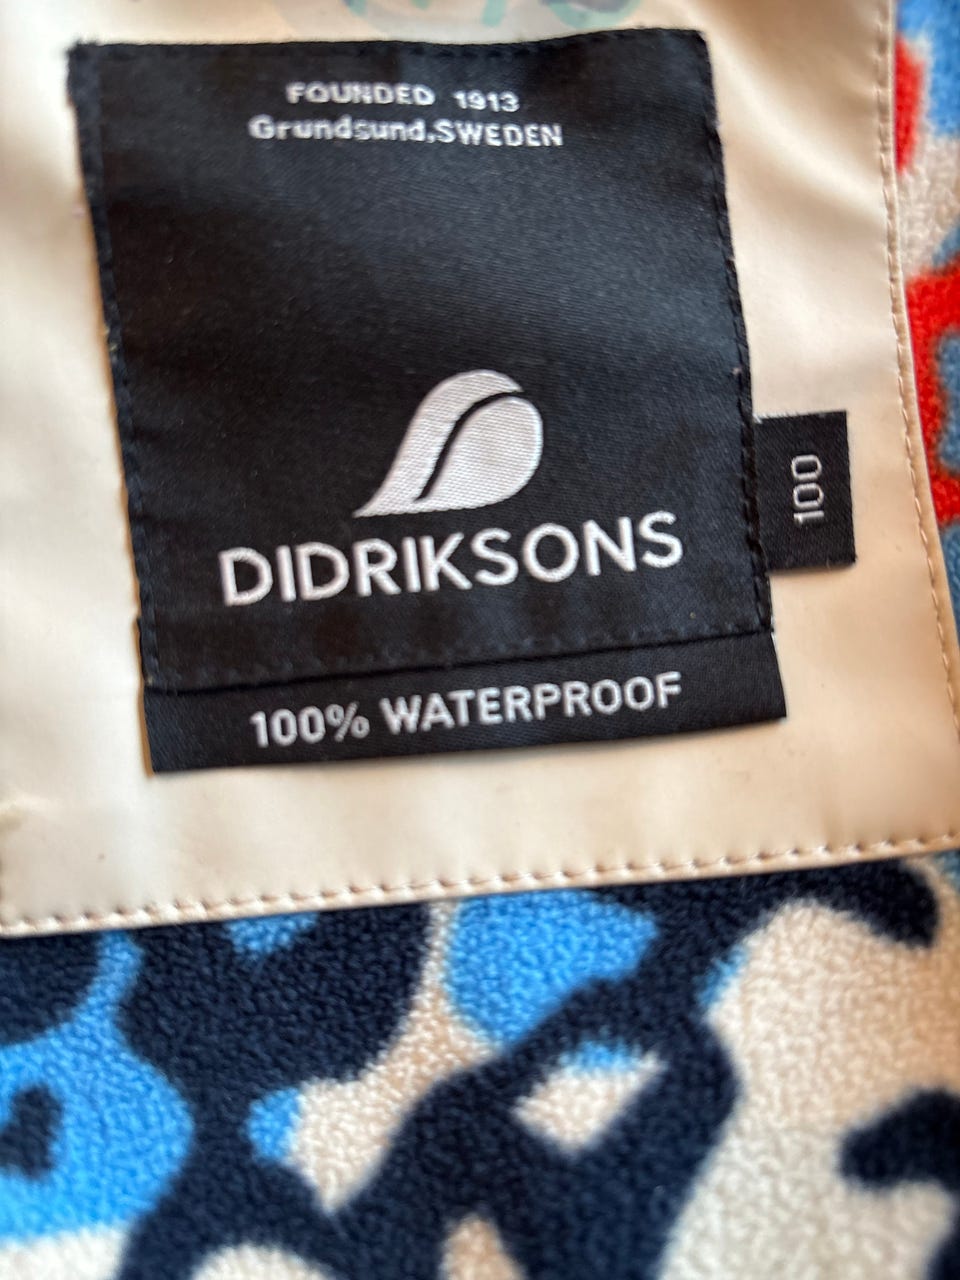 FOUNDED 1913
Grundsund,SWEDEN
DIDRIKSONS
100
100% WATERPROOF